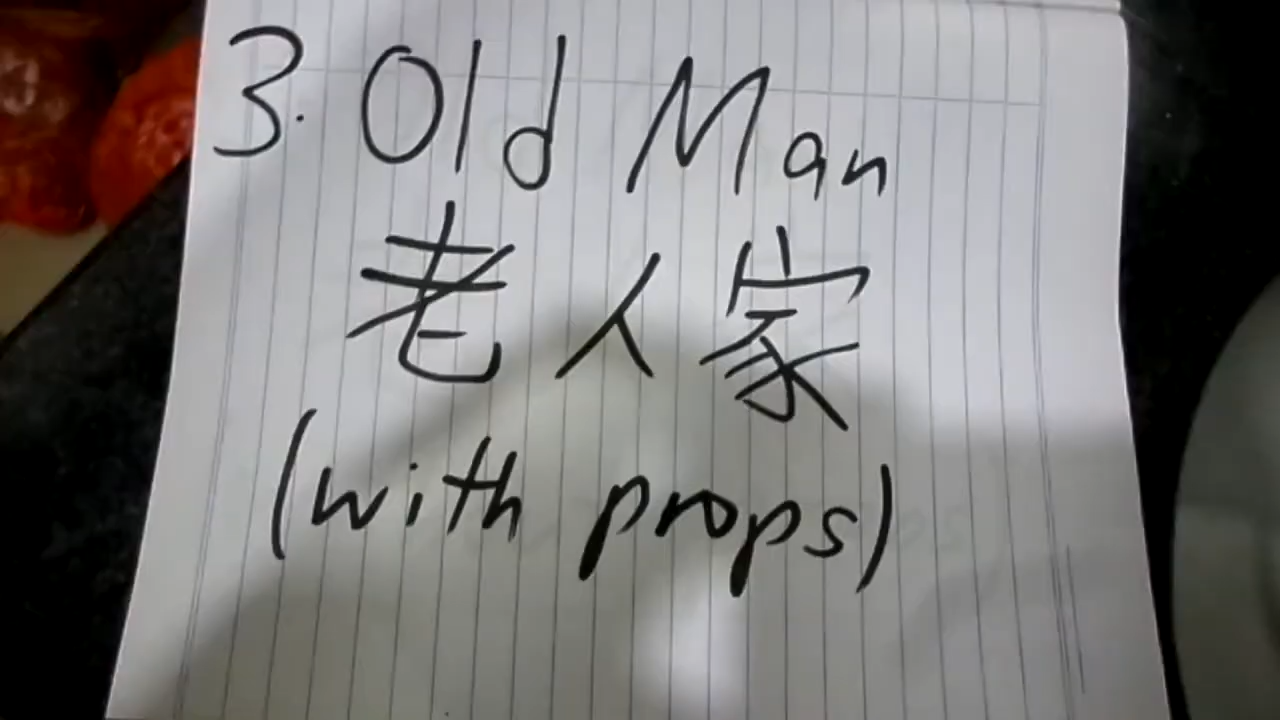 3. Old Man
老人家
(with props)